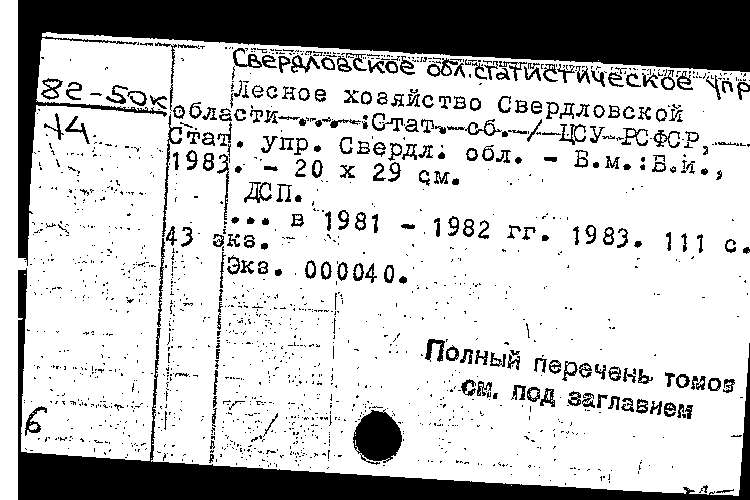 Свердловское обл. статистическое упр
82-50к
14
Лесное хозяйство Свердловской
области ... :Стат. сб. / ЦСУ РСФСР,
Стат. упр. Свердл. обл. - Б.м.:Б.и.,
1983. - 20 х 29 см.
ДСП.
... в 1981 - 1982 гг. 1983. 111 с.
43 экз.
Экз. 000040.
Полный перечень томов
см. под заглавием
6